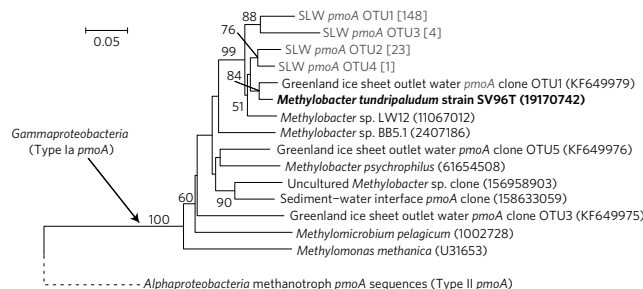 SLW pmoA OTU1 [148]
88
SLW pmoA OTU3 [4]
0.05
76
SLW pmoA OTU2 [23]
99
SLW pmoA OTU4 [1]
84
Greenland ice sheet outlet water pmoA clone OTU1 (KF649979)
Methylobacter tundripaludum strain SV96T (19170742)
51
Methylobacter sp. LW12 (11067012)
Methylobacter sp. BB5.1 (2407186)
Gammaproteobacteria
(Type Ia pmoA)
Greenland ice sheet outlet water pmoA clone OTU5 (KF649976)
Methylobacter psychrophilus (61654508)
Uncultured Methylobacter sp. clone (156958903)
60
90
Sediment−water interface pmoA clone (158633059)
Greenland ice sheet outlet water pmoA clone OTU3 (KF649975)
100
Methylomicrobium pelagicum (1002728)
Methylomonas methanica (U31653)
Alphaproteobacteria methanotroph pmoA sequences (Type II pmoA)